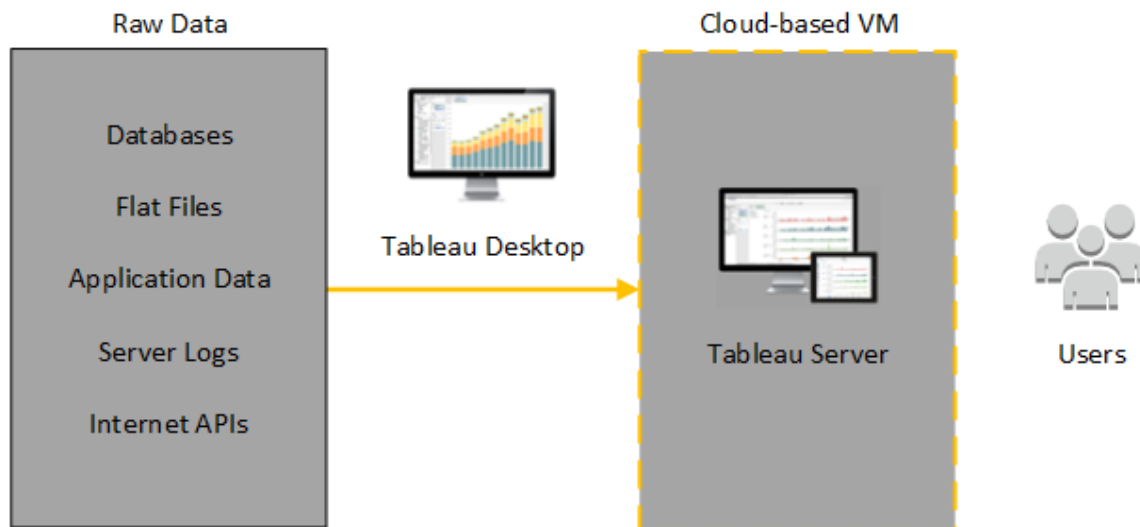 Raw Data
Cloud-based VM
Databases
Flat Files
Application Data
Server Logs
Internet APIs
Tableau Desktop
Tableau Server
Users